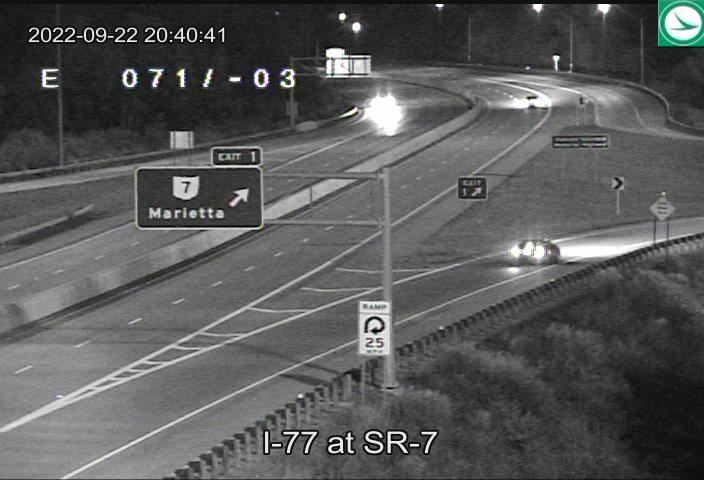 2022-09-22 20:40:41
E 071/-03
EXIT 1
7
Marietta
EXIT
1
RAMP
25
MPH
I-77 at SR-7